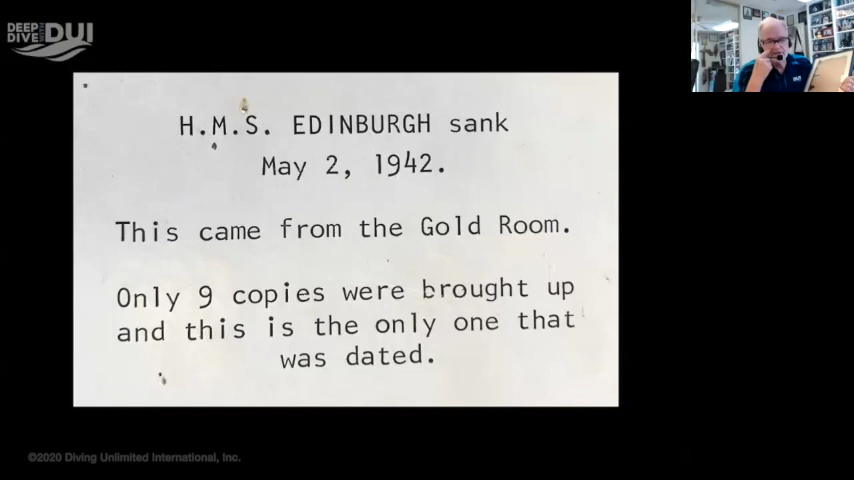 DEEP
DIVE WITH DUI
H.M.S. EDINBURGH sank
May 2, 1942.
This came from the Gold Room.
Only 9 copies were brought up
and this is the only one that
was dated.
©2020 Diving Unlimited International, Inc.